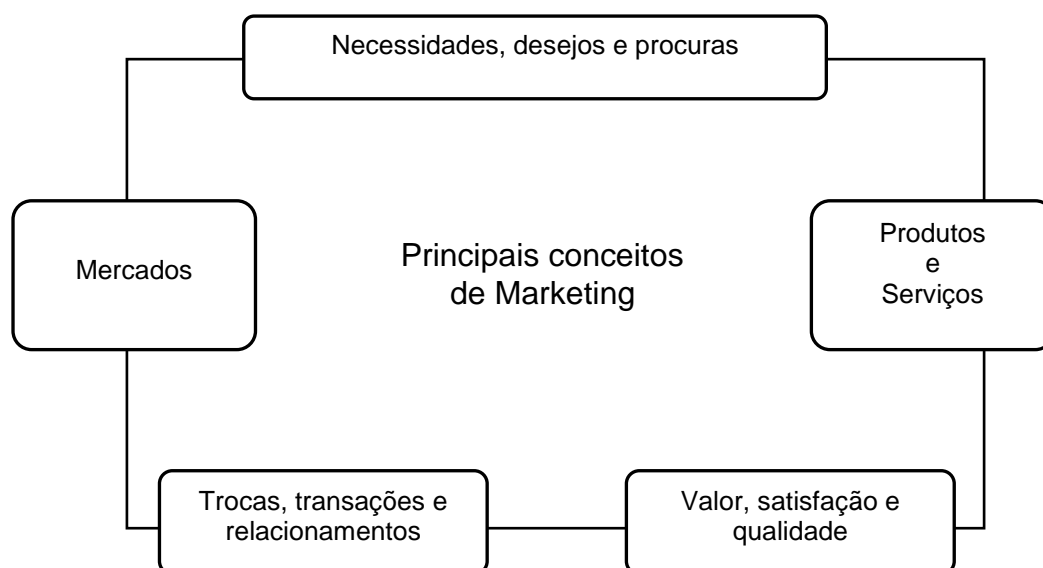 Necessidades, desejos e procuras
Mercados
Principais conceitos
de Marketing
Produtos
e
Serviços
Trocas, transações e
relacionamentos
Valor, satisfação e
qualidade